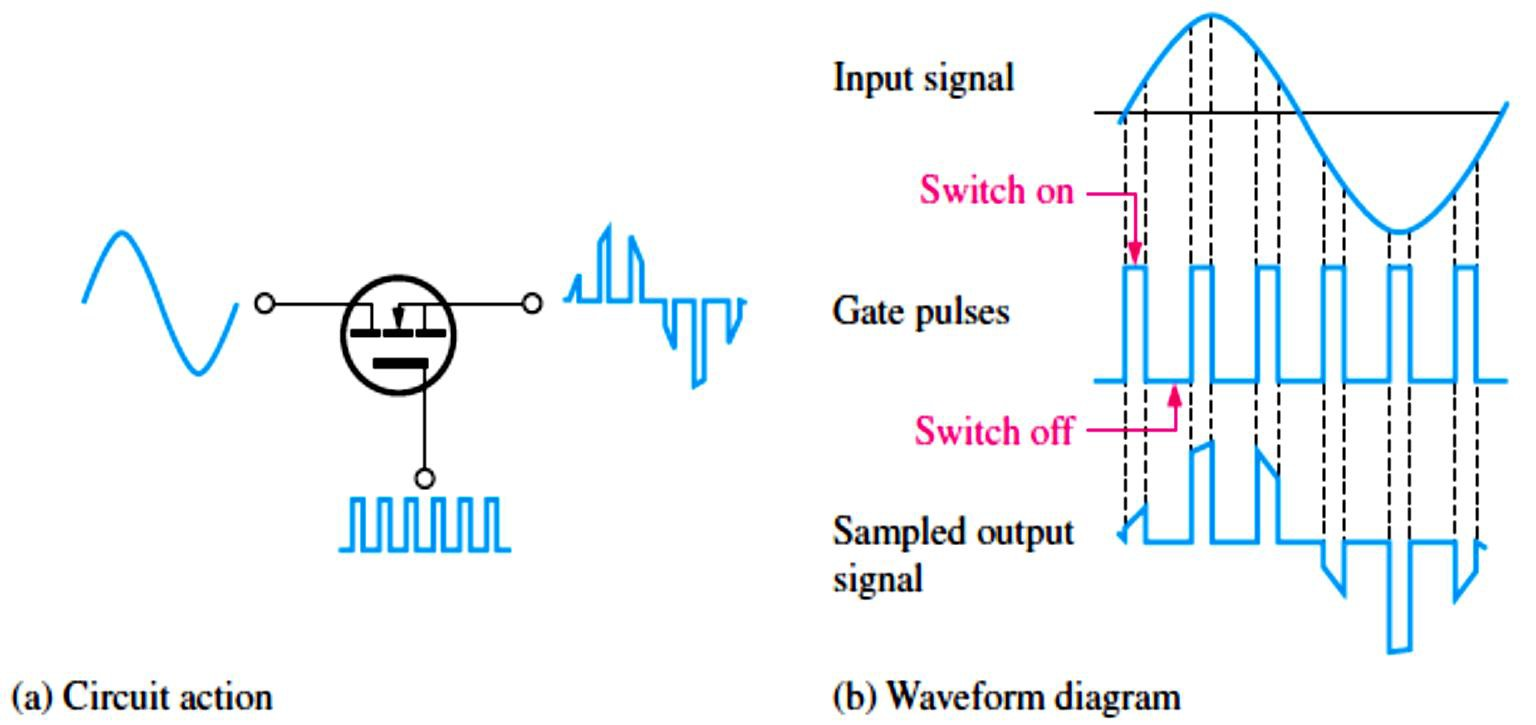 Input signal
Switch on
Gate pulses
Switch off
Sampled output
signal
(a) Circuit action
(b) Waveform diagram